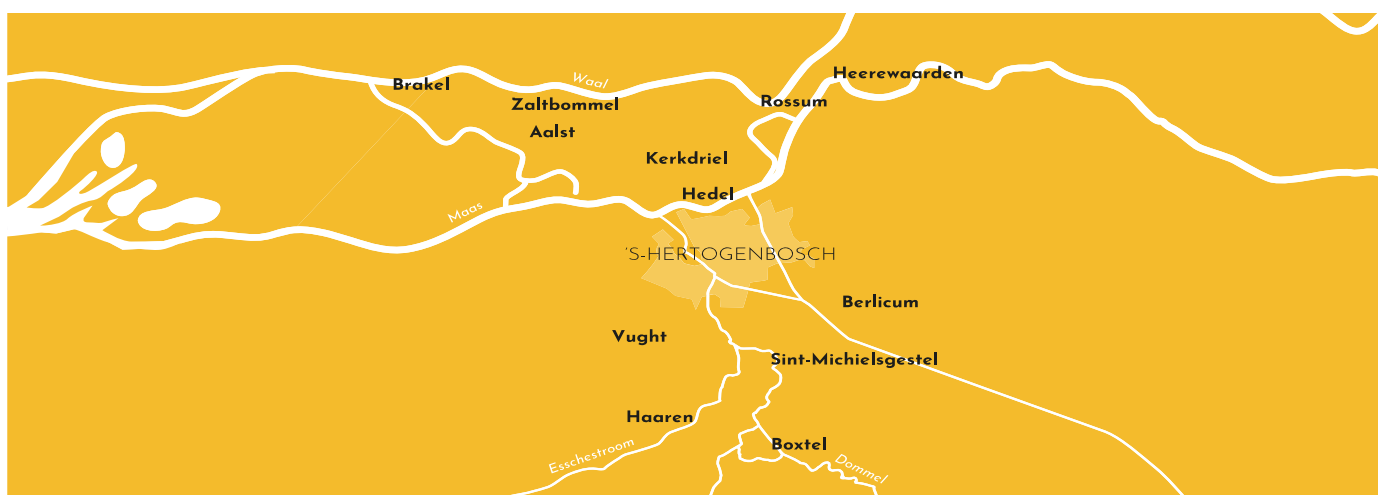 Heerewaarden
Waal
Brakel
Rossum
Zaltbommel
Aalst
Kerkdriel
Hedel
Maas
'S-HERTOGENBOSCH
Berlicum
Vught
Sint-Michielsgestel
Haaren
Boxtel
Esschestroom
Dommel